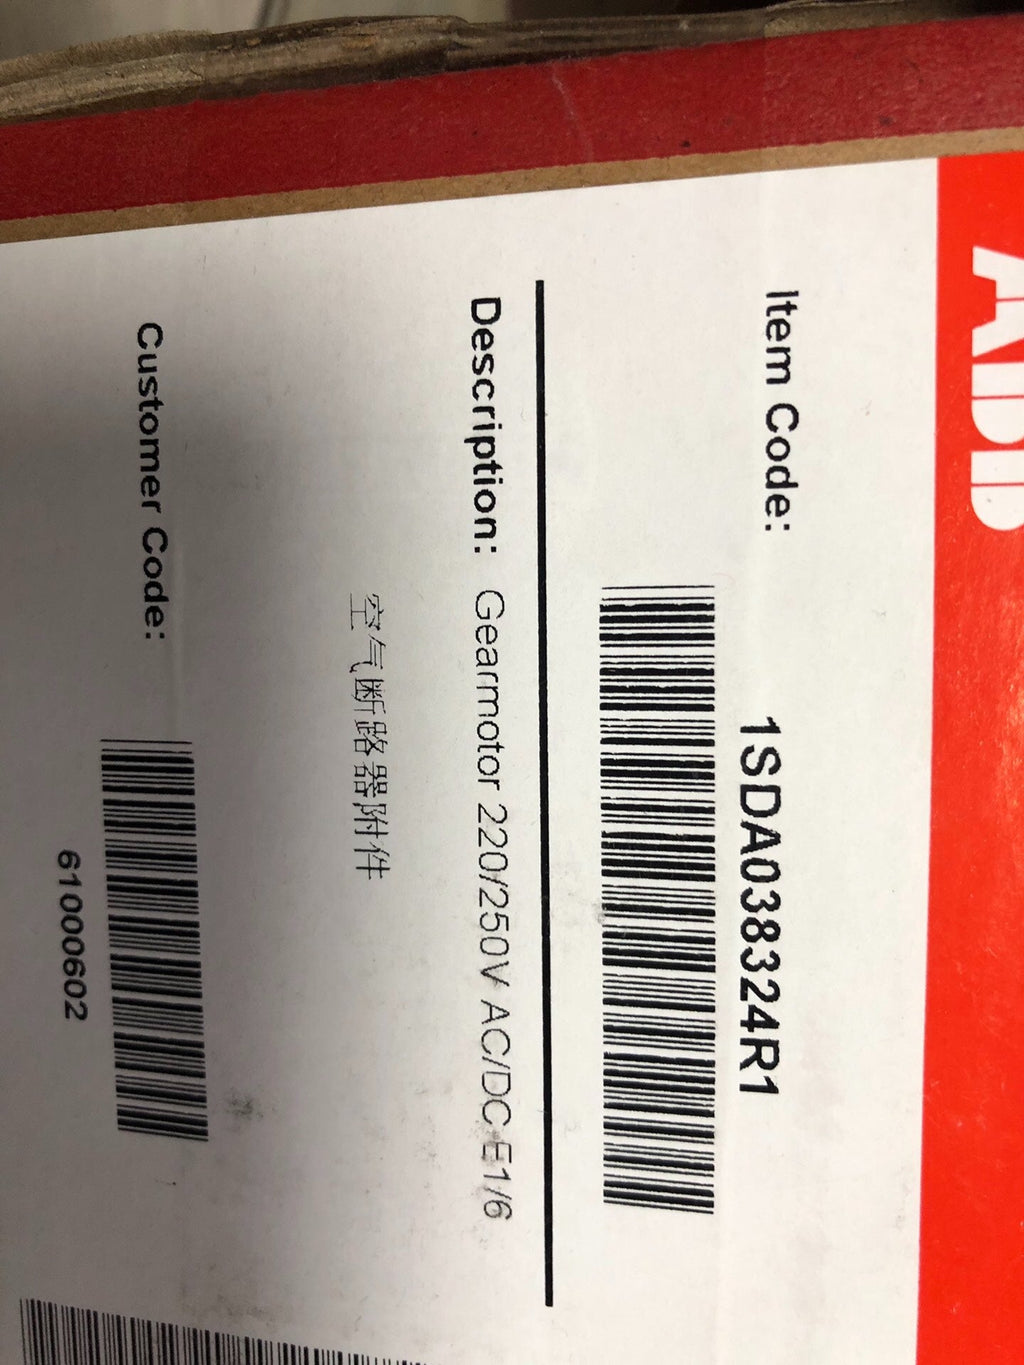 ABB
Item Code:
1SDA038324R1
Description: Gearmotor 220/250V AC/DC E1/6
空气断路器附件
Customer Code:
61000602